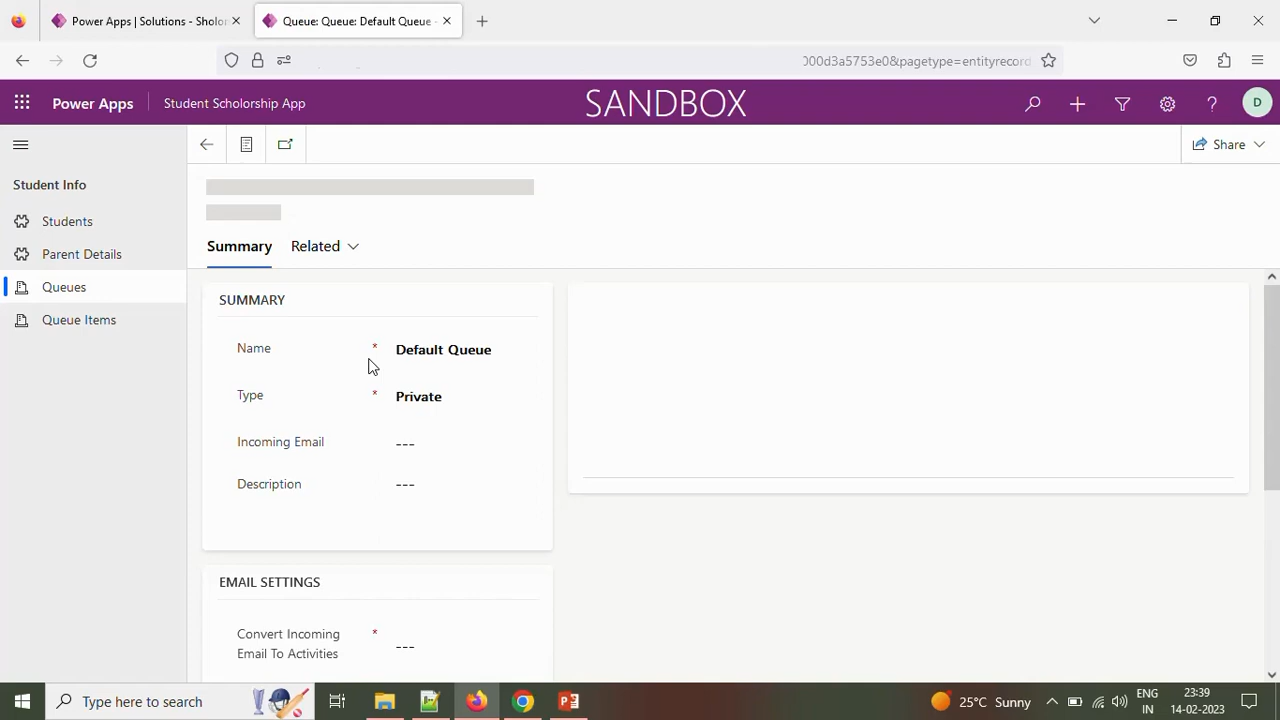 Power Apps | Solutions - Sholor
Queue: Queue: Default Queue -
000d3a5753e0&pagetype=entityrecord
Power Apps
Student Scholorship App
SANDBOX
D
Share
Student Info
Students
Parent Details
Queues
Queue Items
Summary
Related
SUMMARY
Name * Default Queue
Type * Private
Incoming Email ---
Description ---
EMAIL SETTINGS
Convert Incoming * ---
Email To Activities
Type here to search
25°C Sunny
ENG
IN
23:39
14-02-2023